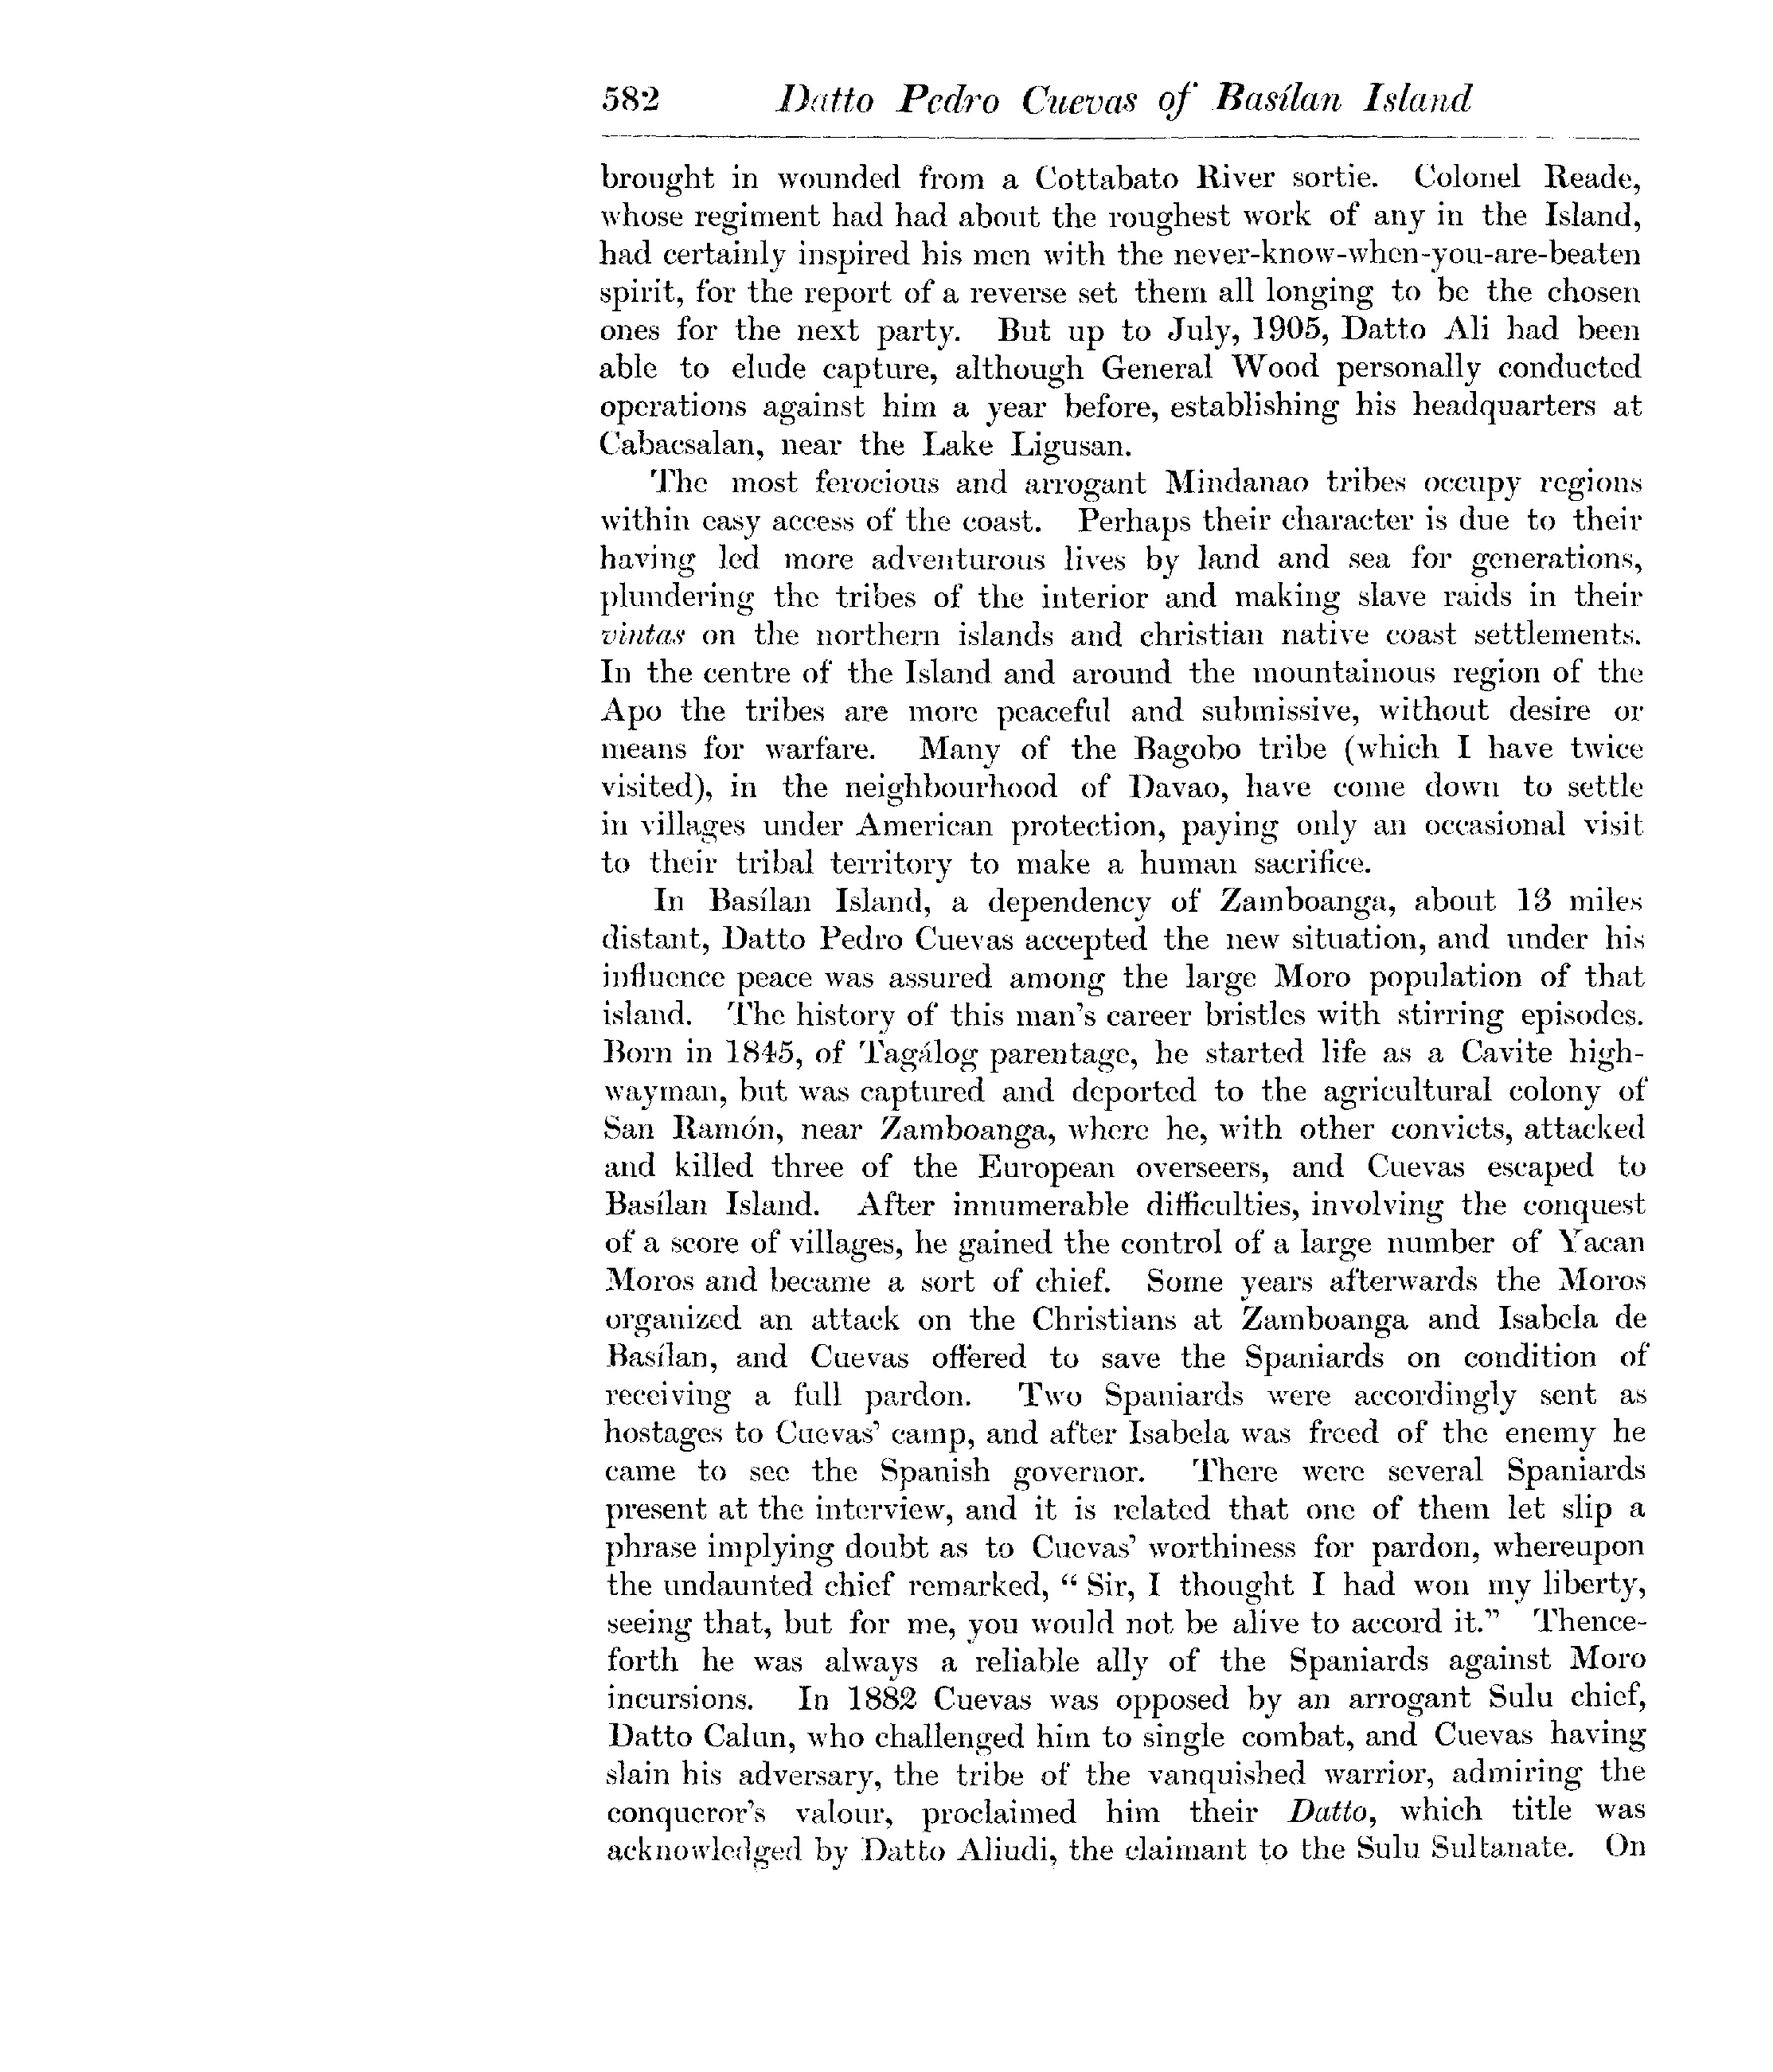 582 Datto Pedro Cuevas of Basílan Island
brought in wounded from a Cottabato River sortie. Colonel Reade,
whose regiment had had about the roughest work of any in the Island,
had certainly inspired his men with the never-know-when-you-are-beaten
spirit, for the report of a reverse set them all longing to be the chosen
ones for the next party. But up to July, 1905, Datto Ali had been
able to elude capture, although General Wood personally conducted
operations against him a year before, establishing his headquarters at
Cabacsalan, near the Lake Ligusan.
The most ferocious and arrogant Mindanao tribes occupy regions
within easy access of the coast. Perhaps their character is due to their
having led more adventurous lives by land and sea for generations,
plundering the tribes of the interior and making slave raids in their
vintas on the northern islands and christian native coast settlements.
In the centre of the Island and around the mountainous region of the
Apo the tribes are more peaceful and submissive, without desire or
means for warfare. Many of the Bagobo tribe (which I have twice
visited), in the neighbourhood of Davao, have come down to settle
in villages under American protection, paying only an occasional visit
to their tribal territory to make a human sacrifice.
In Basílan Island, a dependency of Zamboanga, about 13 miles
distant, Datto Pedro Cuevas accepted the new situation, and under his
influence peace was assured among the large Moro population of that
island. The history of this man's career bristles with stirring episodes.
Born in 1845, of Tagálog parentage, he started life as a Cavite high-
wayman, but was captured and deported to the agricultural colony of
San Ramón, near Zamboanga, where he, with other convicts, attacked
and killed three of the European overseers, and Cuevas escaped to
Basílan Island. After innumerable difficulties, involving the conquest
of a score of villages, he gained the control of a large number of Yacan
Moros and became a sort of chief. Some years afterwards the Moros
organized an attack on the Christians at Zamboanga and Isabela de
Basílan, and Cuevas offered to save the Spaniards on condition of
receiving a full pardon. Two Spaniards were accordingly sent as
hostages to Cuevas' camp, and after Isabela was freed of the enemy he
came to see the Spanish governor. There were several Spaniards
present at the interview, and it is related that one of them let slip a
phrase implying doubt as to Cuevas' worthiness for pardon, whereupon
the undaunted chief remarked, "Sir, I thought I had won my liberty,
seeing that, but for me, you would not be alive to accord it." Thence-
forth he was always a reliable ally of the Spaniards against Moro
incursions. In 1882 Cuevas was opposed by an arrogant Sulu chief,
Datto Calun, who challenged him to single combat, and Cuevas having
slain his adversary, the tribe of the vanquished warrior, admiring the
conqueror's valour, proclaimed him their Datto, which title was
acknowledged by Datto Aliudi, the claimant to the Sulu Sultanate. On